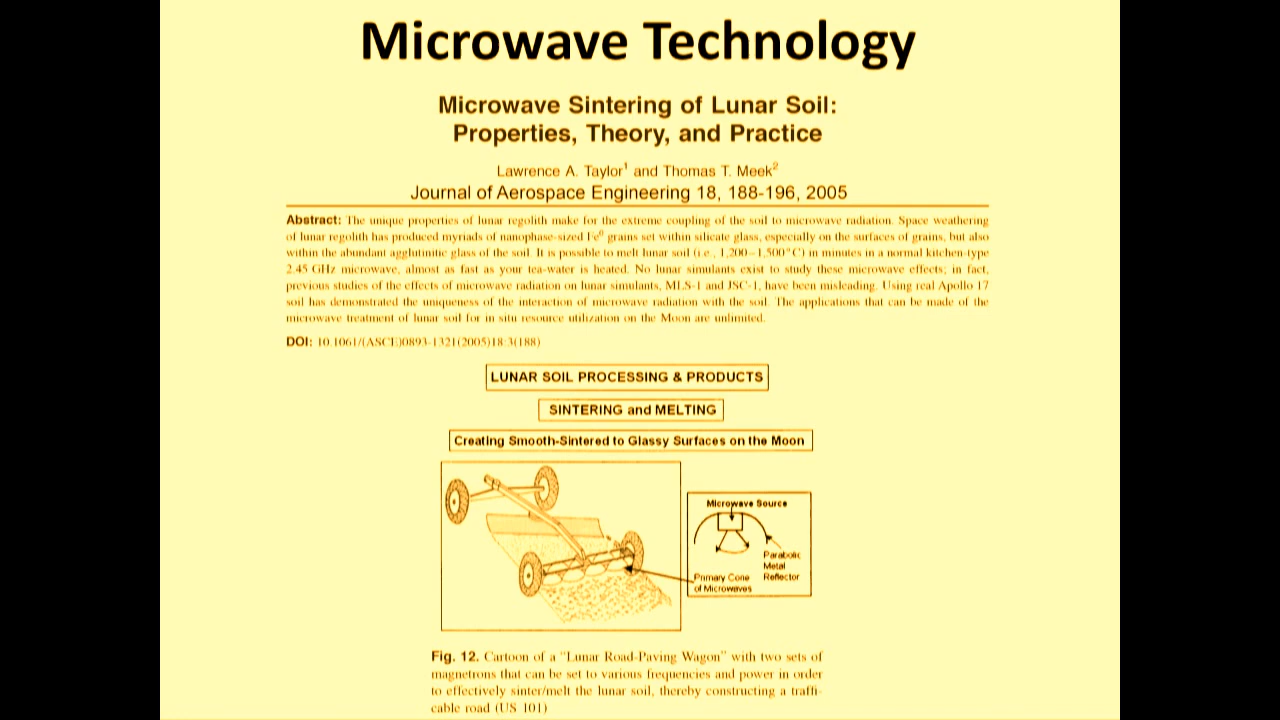 Microwave Technology
Microwave Sintering of Lunar Soil:
Properties, Theory, and Practice
Lawrence A. Taylor¹ and Thomas T. Meek²
Journal of Aerospace Engineering 18, 188-196, 2005
Abstract: The unique properties of lunar regolith make for the extreme coupling of the soil to microwave radiation. Space weathering
of lunar regolith has produced myriads of nanophase-sized Fe⁰ grains set within silicate glass, especially on the surfaces of grains, but also
within the abundant agglutinitic glass of the soil. It is possible to melt lunar soil (i.e., 1,200–1,500°C) in minutes in a normal kitchen-type
2.45 GHz microwave, almost as fast as your tea-water is heated. No lunar simulants exist to study these microwave effects; in fact,
previous studies of the effects of microwave radiation on lunar simulants, MLS-1 and JSC-1, have been misleading. Using real Apollo 17
soil has demonstrated the uniqueness of the interaction of microwave radiation with the soil. The applications that can be made of the
microwave treatment of lunar soil for in situ resource utilization on the Moon are unlimited.
DOI: 10.1061/(ASCE)0893-1321(2005)18:3(188)
LUNAR SOIL PROCESSING & PRODUCTS
SINTERING and MELTING
Creating Smooth-Sintered to Glassy Surfaces on the Moon
Microwave Source
Parabolic
Metal
Reflector
Primary Cone
of Microwaves
Fig. 12. Cartoon of a "Lunar Road-Paving Wagon" with two sets of
magnetrons that can be set to various frequencies and power in order
to effectively sinter/melt the lunar soil, thereby constructing a traffi-
cable road (US 101)